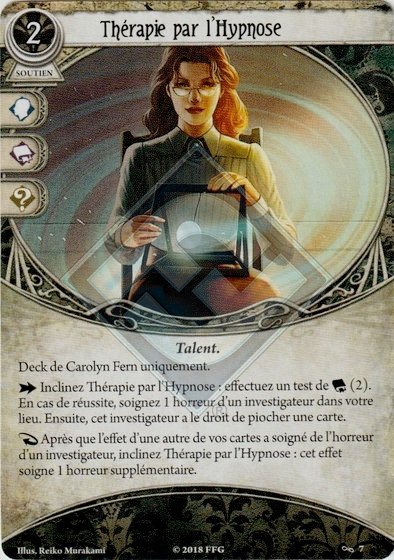 2
Thérapie par l'Hypnose
SOUTIEN
Talent.
Deck de Carolyn Fern uniquement.
Inclinez Thérapie par l'Hypnose : effectuez un test de (2).
En cas de réussite, soignez 1 horreur d'un investigateur dans votre
lieu. Ensuite, cet investigateur a le droit de piocher une carte.
Après que l'effet d'une autre de vos cartes a soigné de l'horreur
d'un investigateur, inclinez Thérapie par l'Hypnose : cet effet
soigne 1 horreur supplémentaire.
Illus. Reiko Murakami © 2018 FFG 7